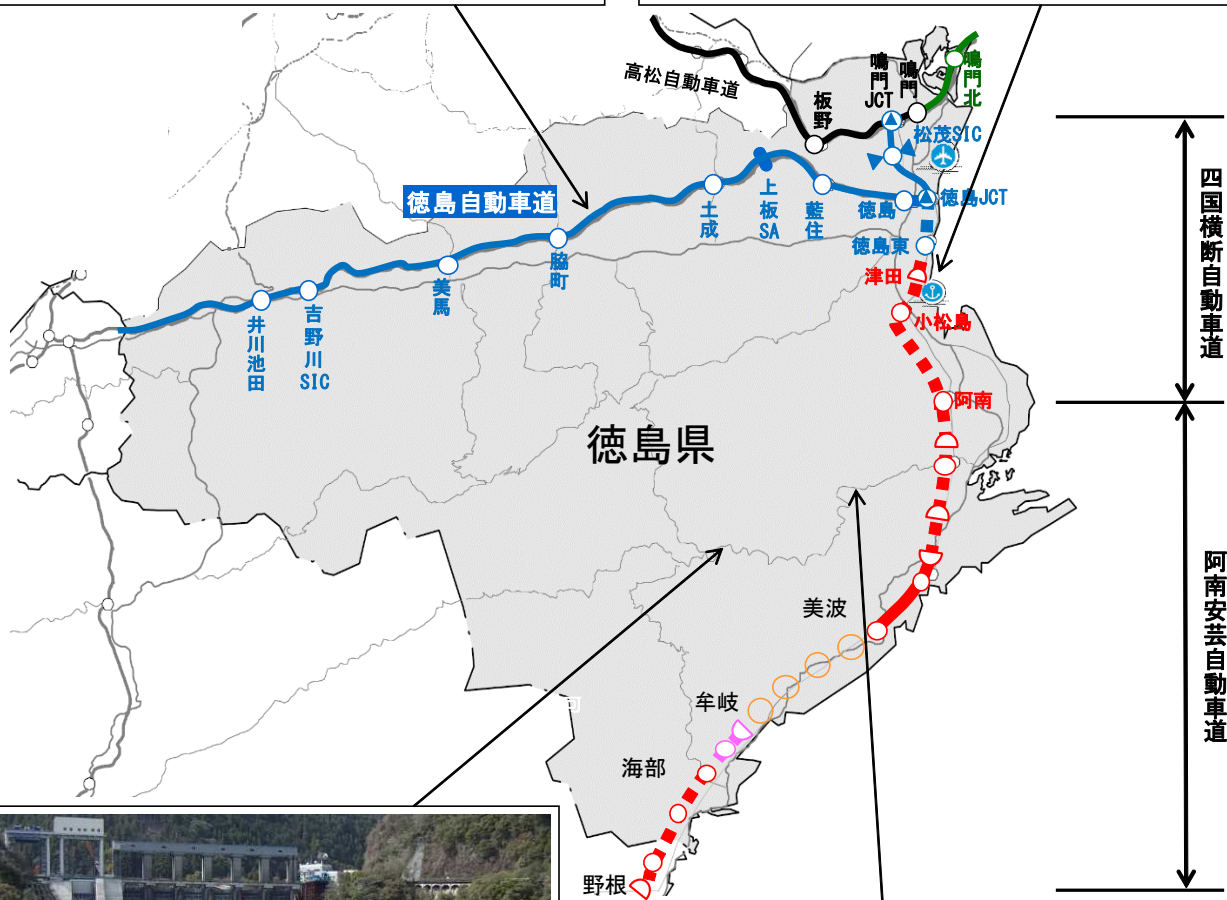 高松自動車道
板野
鳴門JCT
鳴門
鳴門北
松茂SIC
徳島自動車道
土成
上板SA
藍住
徳島
徳島JCT
徳島東
津田
小松島
阿南
脇町
美馬
吉野川SIC
井川池田
徳島県
美波
牟岐
海部
野根
四国横断自動車道
阿南安芸自動車道